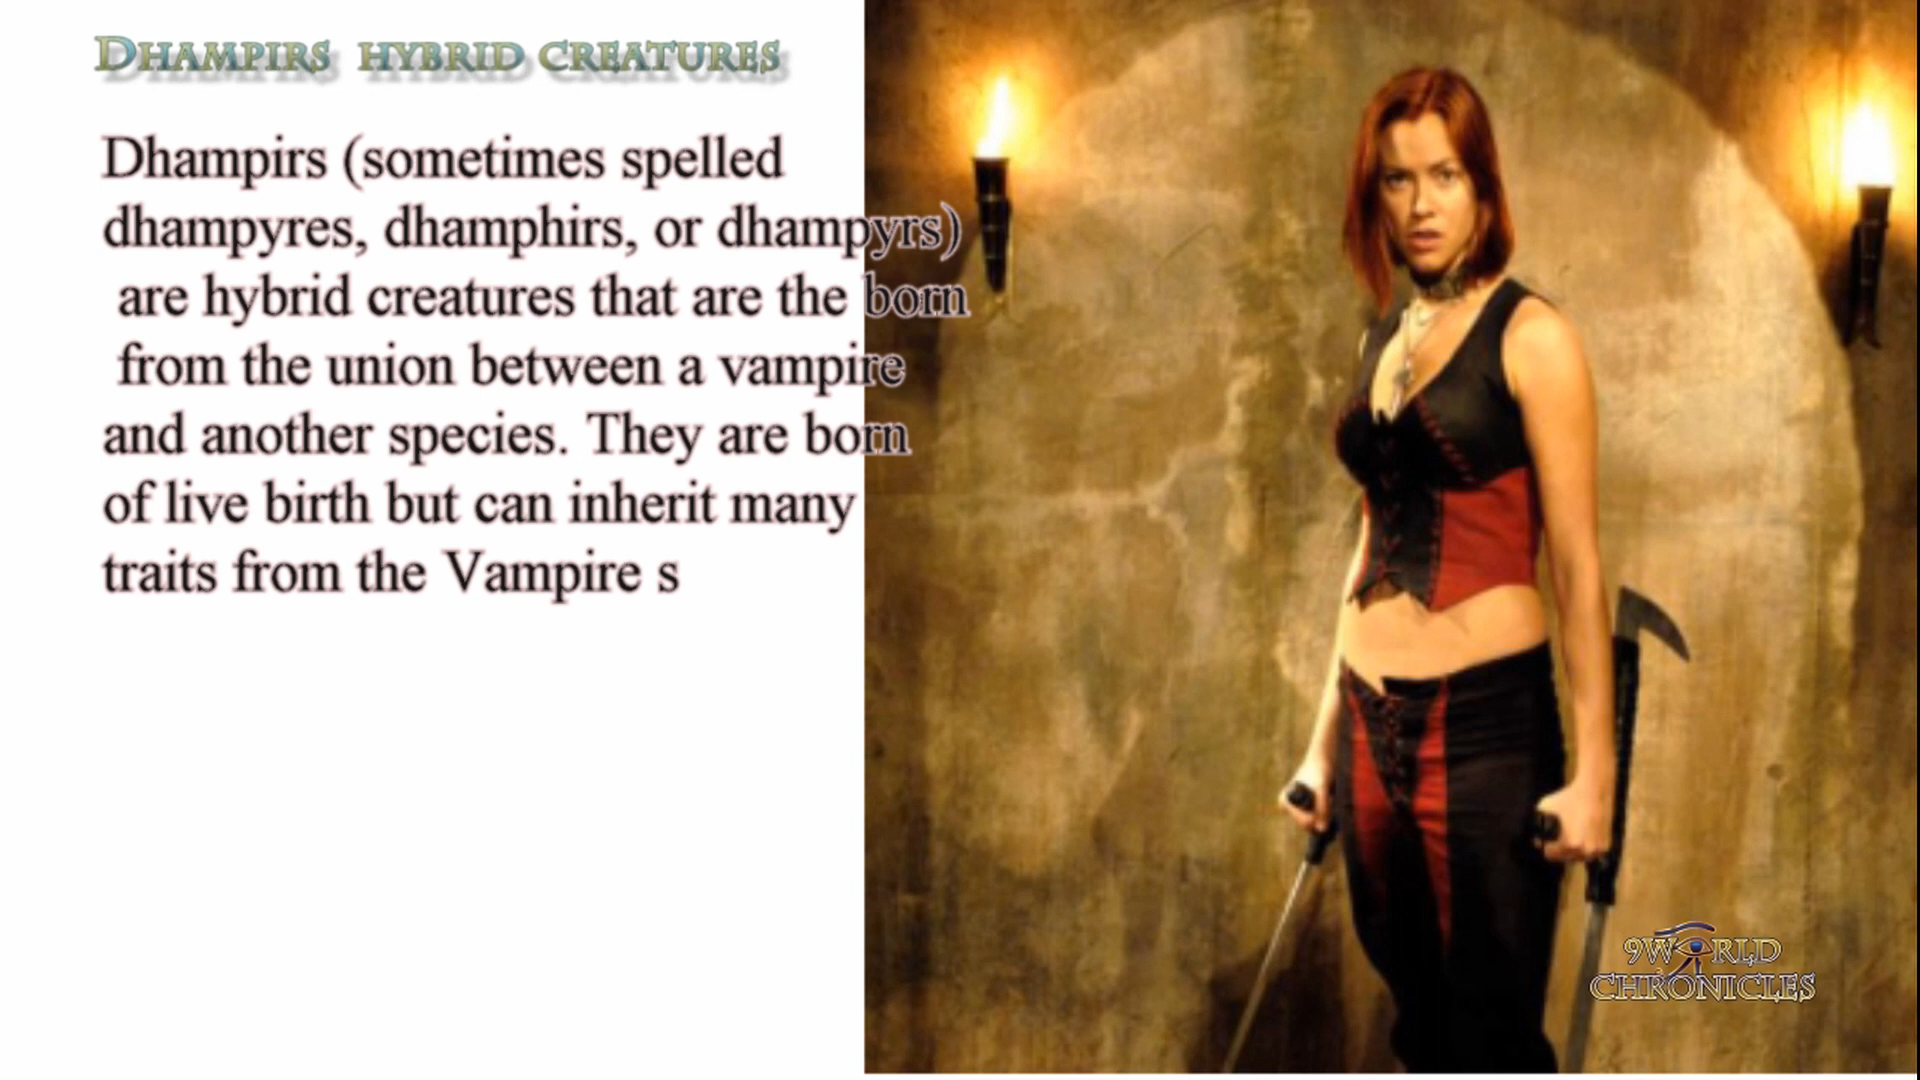 DHAMPIRS HYBRID CREATURES
Dhampirs (sometimes spelled
dhampyres, dhamphirs, or dhampyrs)
are hybrid creatures that are the born
from the union between a vampire
and another species. They are born
of live birth but can inherit many
traits from the Vampire s
9WORLD
CHRONICLES